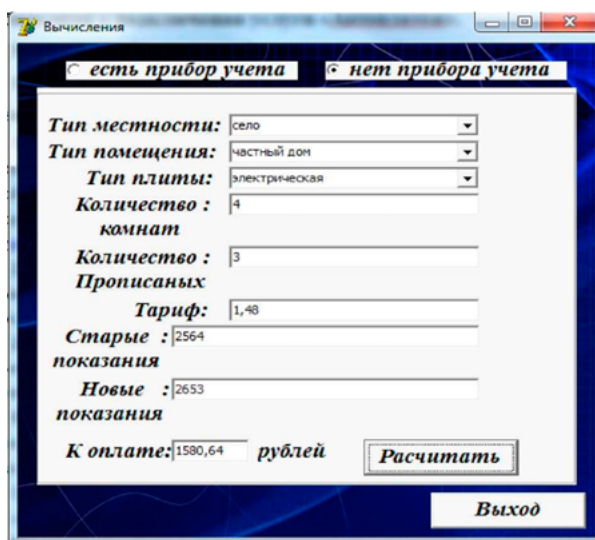 Вычисления
есть прибор учета нет прибора учета
Тип местности: село
Тип помещения: частный дом
Тип плиты: электрическая
Количество : 4
комнат
Количество : 3
Прописаных
Тариф: 1,48
Старые : 2564
показания
Новые : 2653
показания
К оплате: 1580,64 рублей Расчитать
Выход